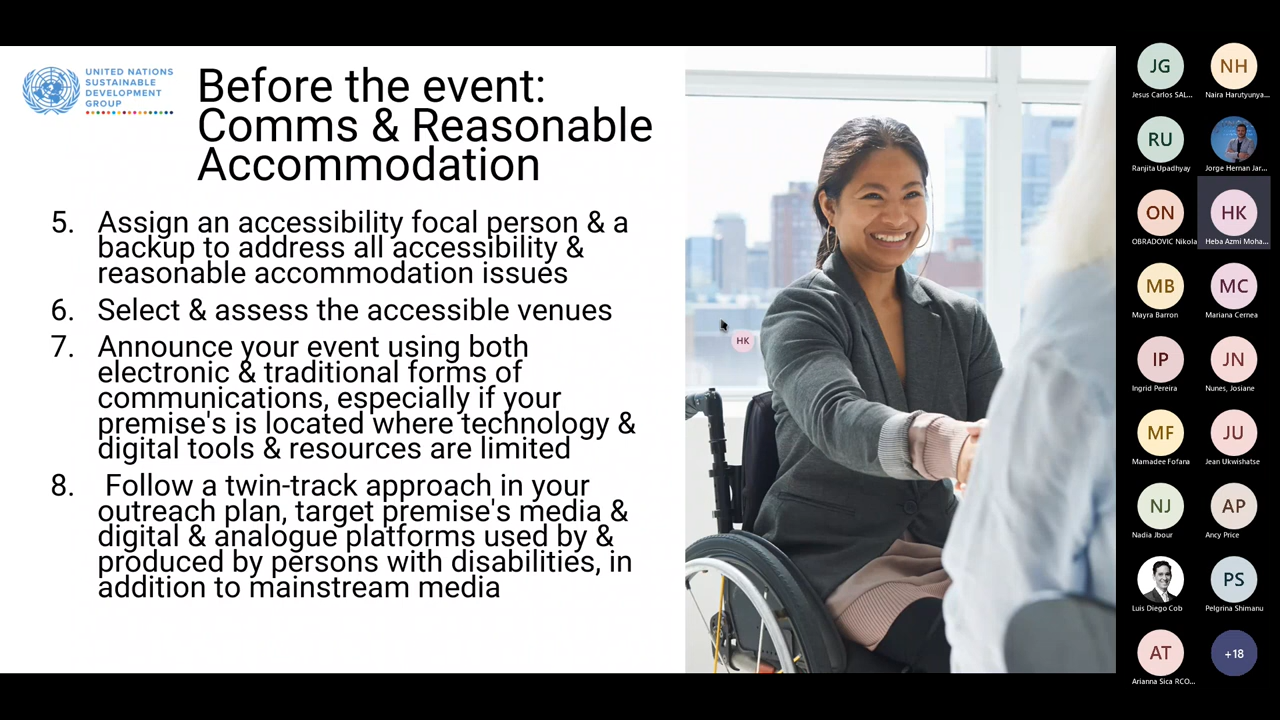 UNITED NATIONS
SUSTAINABLE
DEVELOPMENT
GROUP
Before the event:
Comms & Reasonable
Accommodation
5. Assign an accessibility focal person & a
backup to address all accessibility &
reasonable accommodation issues
6. Select & assess the accessible venues
7. Announce your event using both
electronic & traditional forms of
communications, especially if your
premise's is located where technology &
digital tools & resources are limited
8. Follow a twin-track approach in your
outreach plan, target premise's media &
digital & analogue platforms used by &
produced by persons with disabilities, in
addition to mainstream media
HK
JG
Jesus Carlos SAL...
NH
Naira Harutyunya...
RU
Ranjita Upadhyay
Jorge Hernan Jar...
ON
OBRADOVIC Nikola
HK
Heba Azmi Moha...
MB
Mayra Barron
MC
Mariana Cernea
IP
Ingrid Pereira
JN
Nunes, Josiane
MF
Mamadee Fofana
JU
Jean Ukwishatse
NJ
Nadia Jbour
AP
Ancy Price
Luis Diego Cob
PS
Pelgrina Shimanu
AT
Arianna Sica RCO...
+18